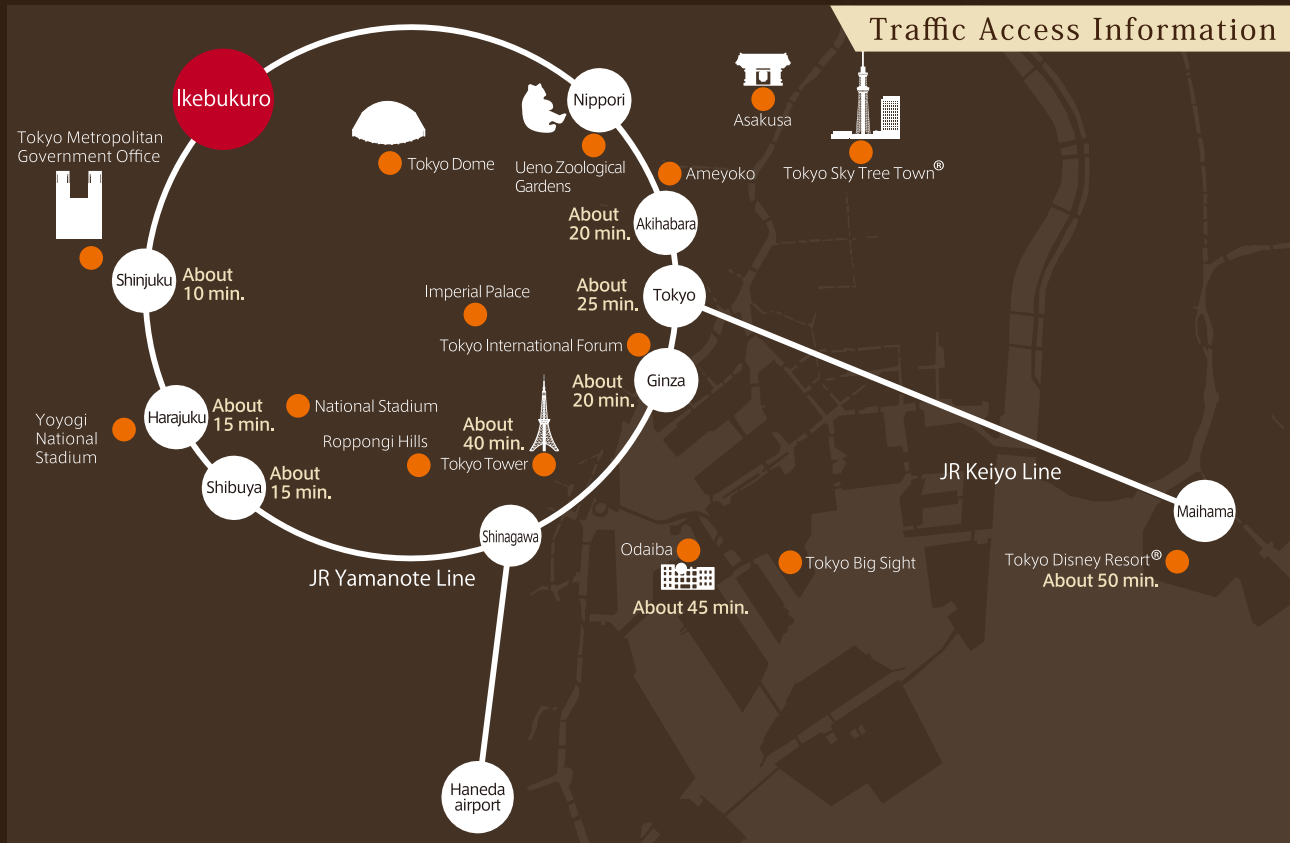 Traffic Access Information
Ikebukuro
Nippori
Asakusa
Tokyo Metropolitan
Government Office
Tokyo Dome
Ueno Zoological
Gardens
Ameyoko
Tokyo Sky Tree Town®
About
20 min.
Akihabara
Shinjuku
About
10 min.
Imperial Palace
About
25 min.
Tokyo
Tokyo International Forum
About
20 min.
Ginza
Yoyogi
National
Stadium
Harajuku
About
15 min.
National Stadium
Roppongi Hills
About
40 min.
Tokyo Tower
Shibuya
About
15 min.
JR Keiyo Line
Maihama
Shinagawa
JR Yamanote Line
Odaiba
About 45 min.
Tokyo Big Sight
Tokyo Disney Resort®
About 50 min.
Haneda
airport